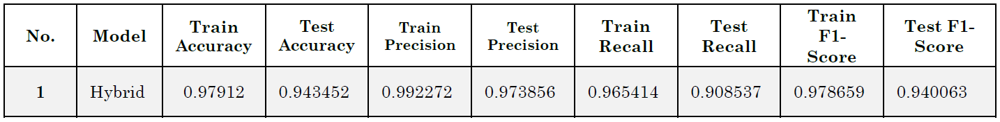 No. Model Train Accuracy Test Accuracy Train Precision Test Precision Train Recall Test Recall Train F1-Score Test F1-Score
1 Hybrid 0.97912 0.943452 0.992272 0.973856 0.965414 0.908537 0.978659 0.940063